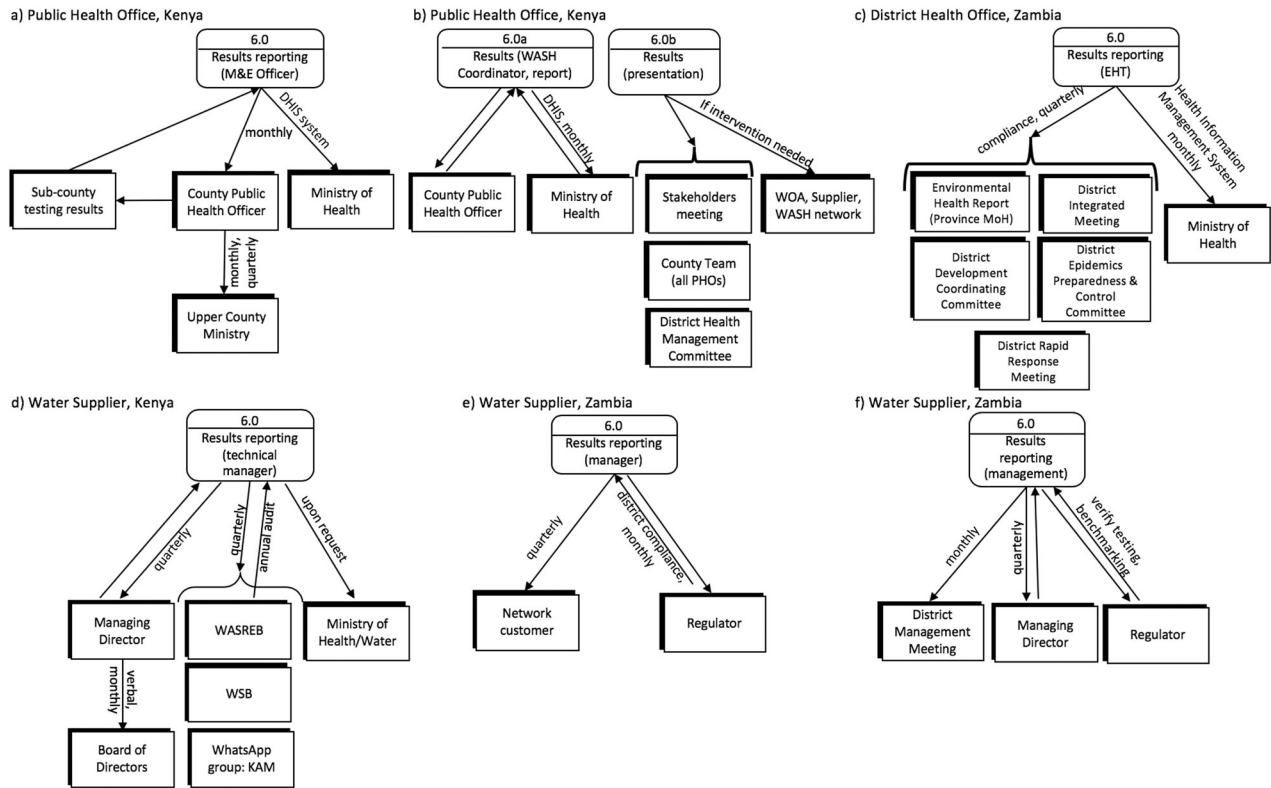 a) Public Health Office, Kenya
6.0
Results reporting
(M&E Officer)
monthly
DHIS system
Sub-county
testing results
County Public
Health Officer
Ministry of
Health
monthly,
quarterly
Upper County
Ministry
b) Public Health Office, Kenya
6.0a
Results (WASH
Coordinator, report)
6.0b
Results
(presentation)
DHIS, monthly
If intervention needed
County Public
Health Officer
Ministry of
Health
Stakeholders
meeting
WOA, Supplier,
WASH network
County Team
(all PHOs)
District Health
Management
Committee
c) District Health Office, Zambia
6.0
Results reporting
(EHT)
compliance, quarterly
Health Information
Management System
monthly
Environmental
Health Report
(Province MoH)
District
Integrated
Meeting
Ministry of
Health
District
Development
Coordinating
Committee
District
Epidemics
Preparedness &
Control
Committee
District Rapid
Response
Meeting
d) Water Supplier, Kenya
6.0
Results reporting
(technical
manager)
quarterly
quarterly
annual audit
upon request
Managing
Director
WASREB
Ministry of
Health/Water
verbal,
monthly
WSB
Board of
Directors
WhatsApp
group: KAM
e) Water Supplier, Zambia
6.0
Results reporting
(manager)
quarterly
district compliance,
monthly
Network
customer
Regulator
f) Water Supplier, Zambia
6.0
Results
reporting
(management)
monthly
quarterly
verify testing,
benchmarking
District
Management
Meeting
Managing
Director
Regulator